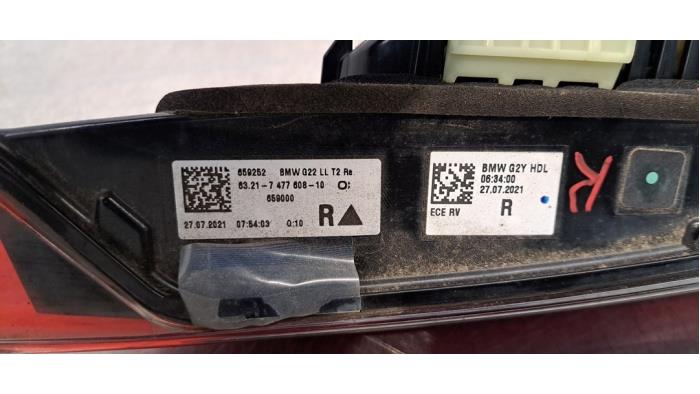 659252 BMW G22 LL T2 Re
63.21-7 477 608-10 O:
659000
R
27.07.2021 07:54:03 0:10
BMW G2Y HDL
06:34:00
27.07.2021
ECE RV R
R